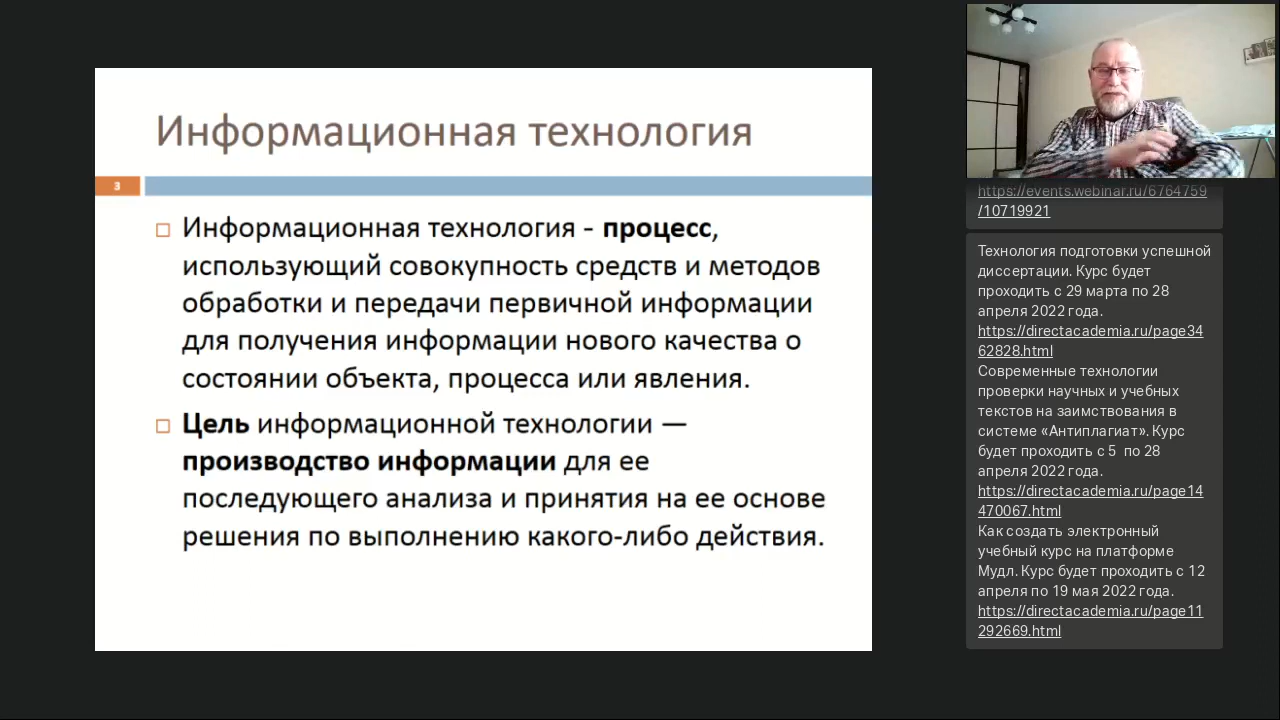 Информационная технология
3
Информационная технология - процесс,
использующий совокупность средств и методов
обработки и передачи первичной информации
для получения информации нового качества о
состоянии объекта, процесса или явления.
Цель информационной технологии —
производство информации для ее
последующего анализа и принятия на ее основе
решения по выполнению какого-либо действия.
https://events.webinar.ru/6764759
/10719921
Технология подготовки успешной
диссертации. Курс будет
проходить с 29 марта по 28
апреля 2022 года.
https://directacademia.ru/page34
62828.html
Современные технологии
проверки научных и учебных
текстов на заимствования в
системе «Антиплагиат». Курс
будет проходить с 5 по 28
апреля 2022 года.
https://directacademia.ru/page14
470067.html
Как создать электронный
учебный курс на платформе
Мудл. Курс будет проходить с 12
апреля по 19 мая 2022 года.
https://directacademia.ru/page11
292669.html